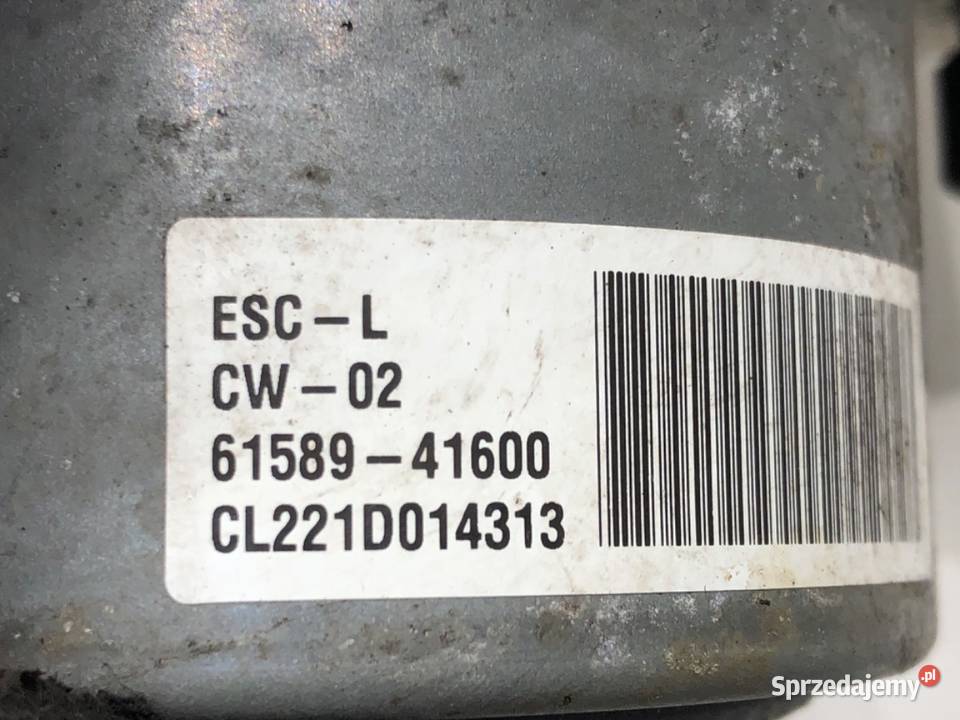 ESC-L
CW-02
61589-41600
CL221D014313
Sprzedajemy.pl